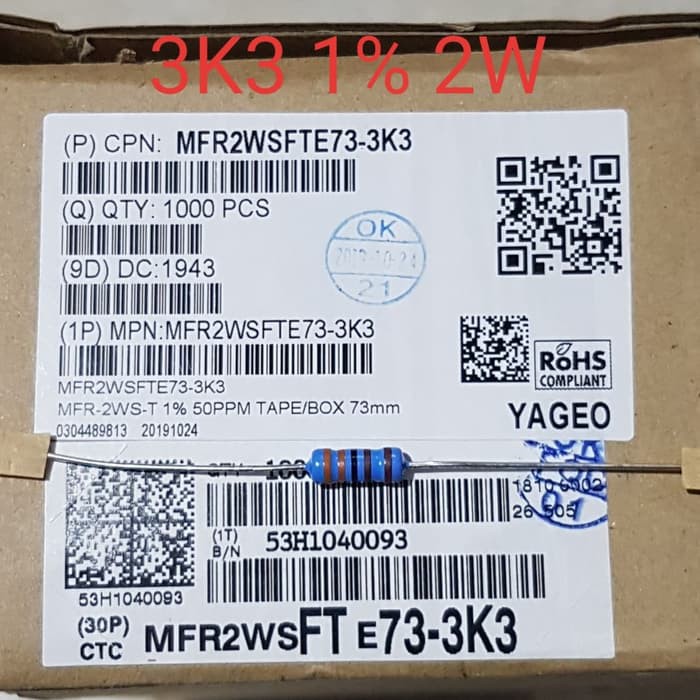 3K3 1% 2W
(P) CPN: MFR2WSFTE73-3K3
(Q) QTY: 1000 PCS
OK
21
(9D) DC:1943
(1P) MPN:MFR2WSFTE73-3K3
MFR2WSFTE73-3K3
MFR-2WS-T 1% 50PPM TAPE/BOX 73mm
0304489813 20191024
RoHS
COMPLIANT
YAGEO
(1T)
B/N 53H1040093
53H1040093
(30P)
CTC MFR2WSFT E73-3K3